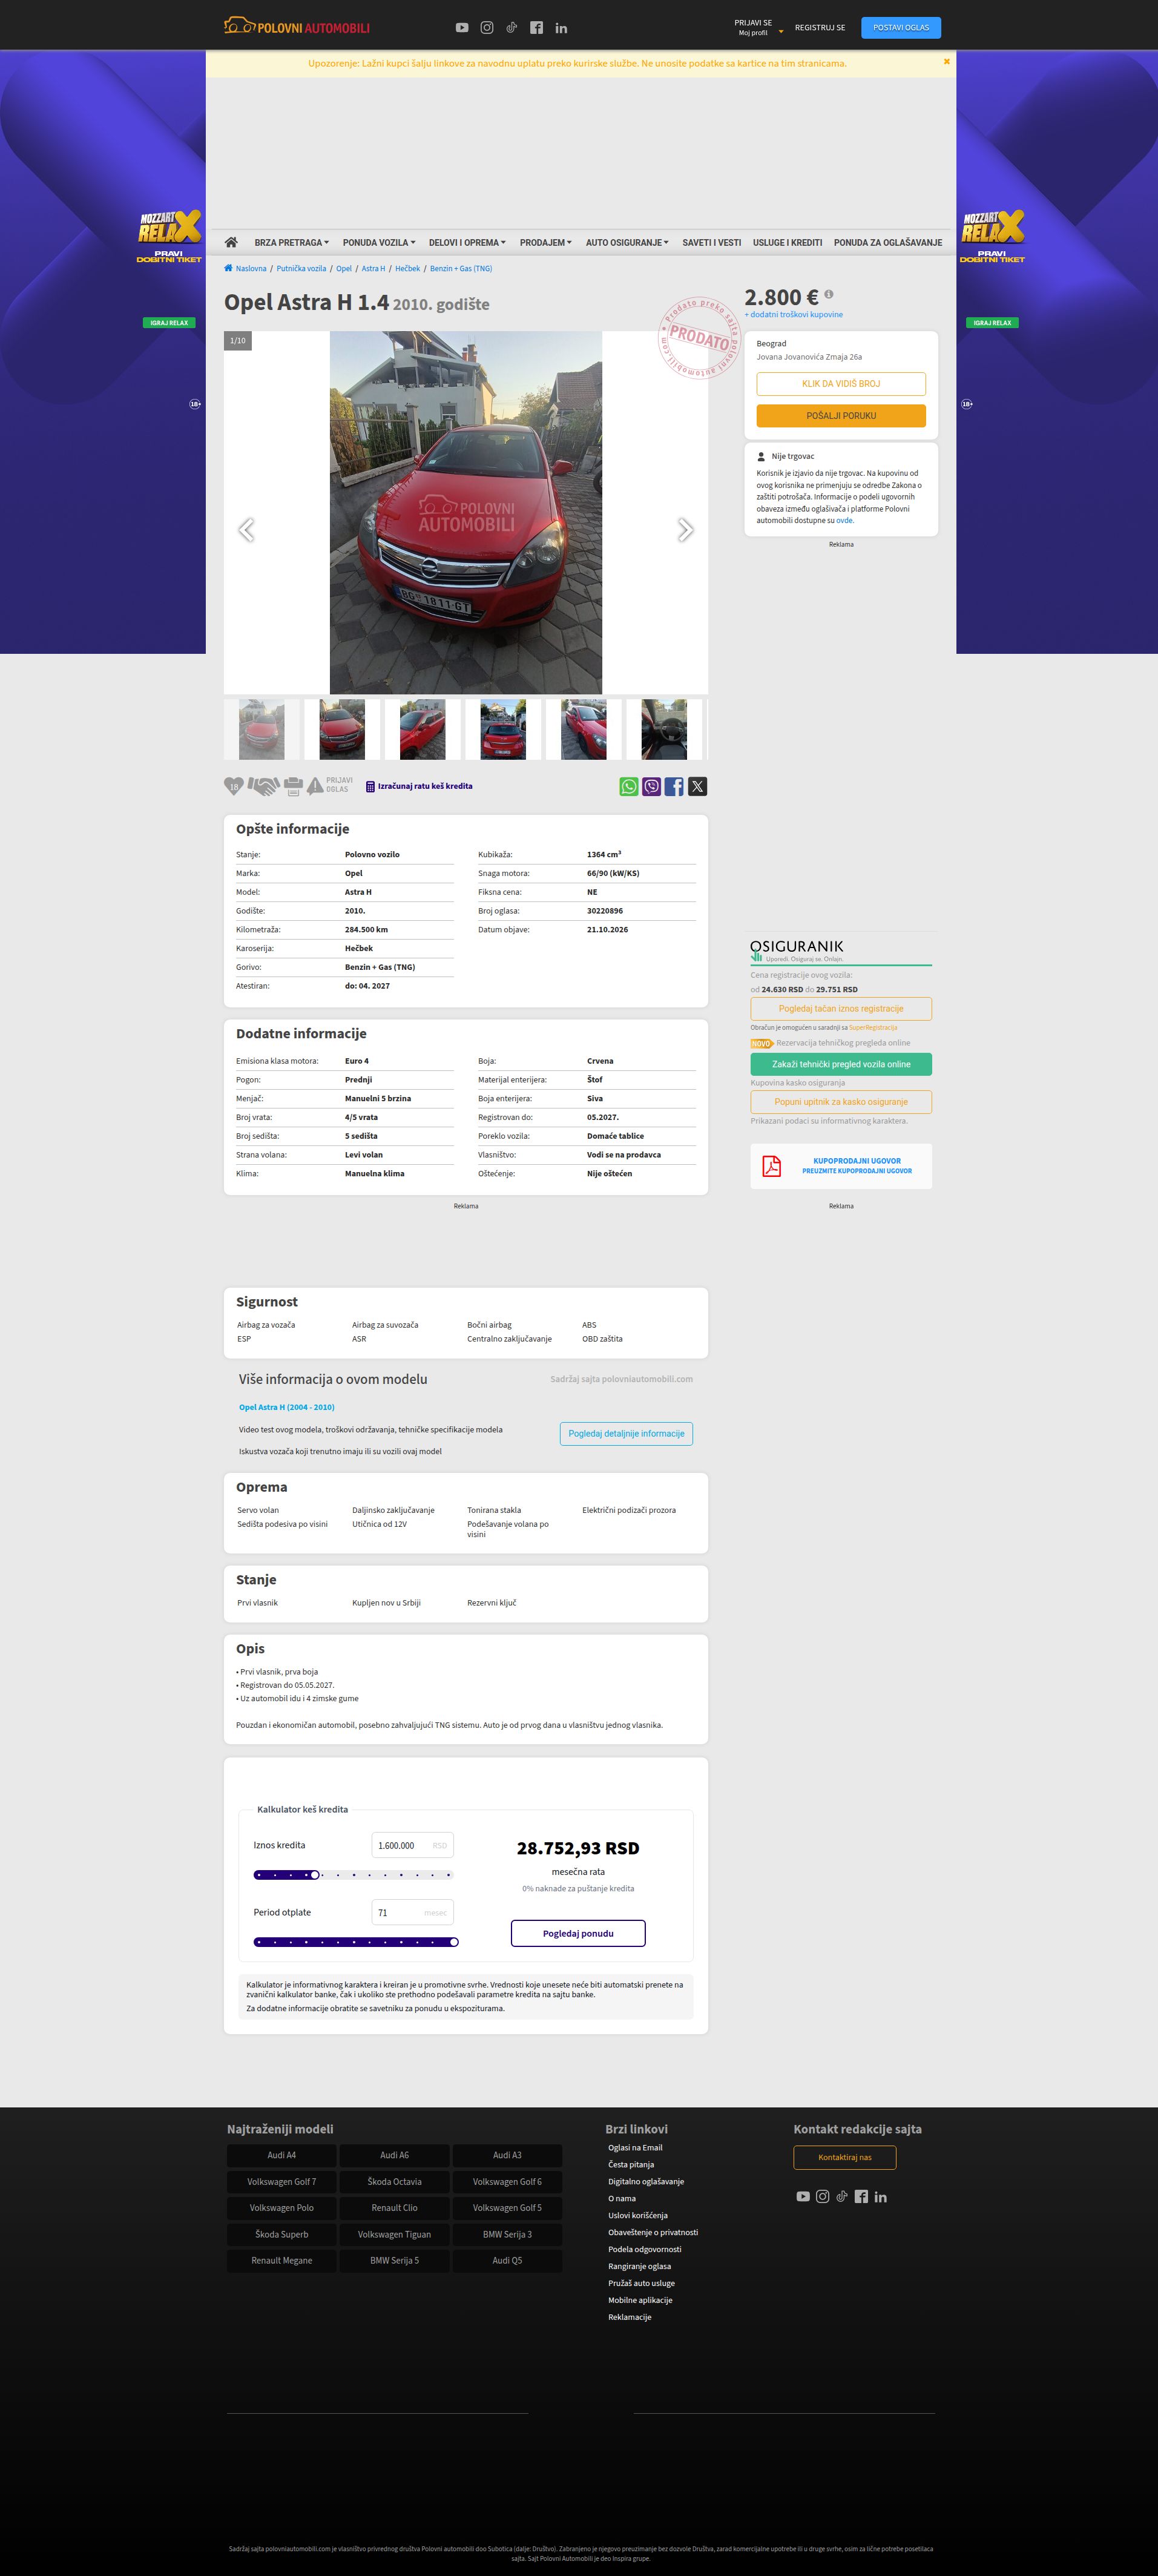 POLOVNI AUTOMOBILI
PRIJAVI SE
Moj profil
REGISTRUJ SE
POSTAVI OGLAS
Upozorenje: Lažni kupci šalju linkove za navodnu uplatu preko kurirske službe. Ne unosite podatke sa kartice na tim stranicama.
MOZZART
RELAX
PRAVI
DOBITNI TIKET
IGRAJ RELAX
18+
MOZZART
RELAX
PRAVI
DOBITNI TIKET
IGRAJ RELAX
18+
BRZA PRETRAGA
PONUDA VOZILA
DELOVI I OPREMA
PRODAJEM
AUTO OSIGURANJE
SAVETI I VESTI
USLUGE I KREDITI
PONUDA ZA OGLAŠAVANJE
Naslovna / Putnička vozila / Opel / Astra H / Hečbek / Benzin + Gas (TNG)
Opel Astra H 1.4 2010. godište
Prodato preko sajta
PRODATO
polovniautomobili.com
2.800 €
+ dodatni troškovi kupovine
1/10
POLOVNI
AUTOMOBILI
BG 1811-GT
Beograd
Jovana Jovanovića Zmaja 26a
KLIK DA VIDIŠ BROJ
POŠALJI PORUKU
Nije trgovac
Korisnik je izjavio da nije trgovac. Na kupovinu od
ovog korisnika ne primenjuju se odredbe Zakona o
zaštiti potrošača. Informacije o podeli ugovornih
obaveza između oglašivača i platforme Polovni
automobili dostupne su ovde.
Reklama
18
PRIJAVI
OGLAS
Izračunaj ratu keš kredita
Opšte informacije
Stanje: Polovno vozilo
Marka: Opel
Model: Astra H
Godište: 2010.
Kilometraža: 284.500 km
Karoserija: Hečbek
Gorivo: Benzin + Gas (TNG)
Atestiran: do: 04. 2027
Kubikaža: 1364 cm³
Snaga motora: 66/90 (kW/KS)
Fiksna cena: NE
Broj oglasa: 30220896
Datum objave: 21.10.2026
OSIGURANIK
Uporedi. Osiguraj se. Onlajn.
Cena registracije ovog vozila:
od 24.630 RSD do 29.751 RSD
Pogledaj tačan iznos registracije
Obračun je omogućen u saradnji sa SuperRegistracija
NOVO Rezervacija tehničkog pregleda online
Zakaži tehnički pregled vozila online
Kupovina kasko osiguranja
Popuni upitnik za kasko osiguranje
Prikazani podaci su informativnog karaktera.
KUPOPRODAJNI UGOVOR
PREUZMITE KUPOPRODAJNI UGOVOR
Reklama
Dodatne informacije
Emisiona klasa motora: Euro 4
Pogon: Prednji
Menjač: Manuelni 5 brzina
Broj vrata: 4/5 vrata
Broj sedišta: 5 sedišta
Strana volana: Levi volan
Klima: Manuelna klima
Boja: Crvena
Materijal enterijera: Štof
Boja enterijera: Siva
Registrovan do: 05.2027.
Poreklo vozila: Domaće tablice
Vlasništvo: Vodi se na prodavca
Oštećenje: Nije oštećen
Reklama
Sigurnost
Airbag za vozača Airbag za suvozača Bočni airbag ABS
ESP ASR Centralno zaključavanje OBD zaštita
Više informacija o ovom modelu
Sadržaj sajta polovniautomobili.com
Opel Astra H (2004 - 2010)
Video test ovog modela, troškovi održavanja, tehničke specifikacije modela
Pogledaj detaljnije informacije
Iskustva vozača koji trenutno imaju ili su vozili ovaj model
Oprema
Servo volan Daljinsko zaključavanje Tonirana stakla Električni podizači prozora
Sedišta podesiva po visini Utičnica od 12V Podešavanje volana po
visini
Stanje
Prvi vlasnik Kupljen nov u Srbiji Rezervni ključ
Opis
• Prvi vlasnik, prva boja
• Registrovan do 05.05.2027.
• Uz automobil idu i 4 zimske gume
Pouzdan i ekonomičan automobil, posebno zahvaljujući TNG sistemu. Auto je od prvog dana u vlasništvu jednog vlasnika.
Kalkulator keš kredita
Iznos kredita 1.600.000 RSD
Period otplate 71 mesec
28.752,93 RSD
mesečna rata
0% naknade za puštanje kredita
Pogledaj ponudu
Kalkulator je informativnog karaktera i kreiran je u promotivne svrhe. Vrednosti koje unesete neće biti automatski prenete na
zvanični kalkulator banke, čak i ukoliko ste prethodno podešavali parametre kredita na sajtu banke.
Za dodatne informacije obratite se savetniku za ponudu u ekspoziturama.
Najtraženiji modeli
Audi A4 Audi A6 Audi A3
Volkswagen Golf 7 Škoda Octavia Volkswagen Golf 6
Volkswagen Polo Renault Clio Volkswagen Golf 5
Škoda Superb Volkswagen Tiguan BMW Serija 3
Renault Megane BMW Serija 5 Audi Q5
Brzi linkovi
Oglasi na Email
Česta pitanja
Digitalno oglašavanje
O nama
Uslovi korišćenja
Obaveštenje o privatnosti
Podela odgovornosti
Rangiranje oglasa
Pružaš auto usluge
Mobilne aplikacije
Reklamacije
Kontakt redakcije sajta
Kontaktiraj nas
Sadržaj sajta polovniautomobili.com je vlasništvo privrednog društva Polovni automobili doo Subotica (dalje: Društvo). Zabranjeno je njegovo preuzimanje bez dozvole Društva, zarad komercijalne upotrebe ili u druge svrhe, osim za lične potrebe posetilaca
sajta. Sajt Polovni Automobili je deo Inspira grupe.